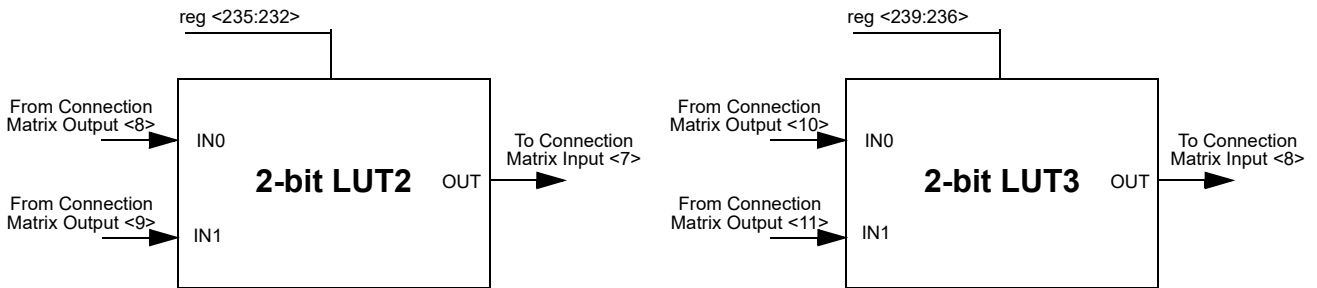 reg <235:232>
From Connection
Matrix Output <8>
IN0
2-bit LUT2
OUT
To Connection
Matrix Input <7>
From Connection
Matrix Output <9>
IN1
reg <239:236>
From Connection
Matrix Output <10>
IN0
2-bit LUT3
OUT
To Connection
Matrix Input <8>
From Connection
Matrix Output <11>
IN1